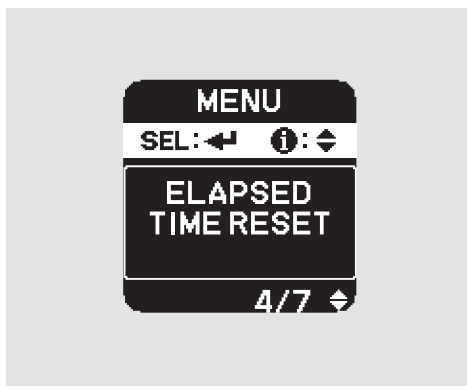 MENU
SEL:↵ ℹ:♦
ELAPSED
TIME RESET
4/7 ♦